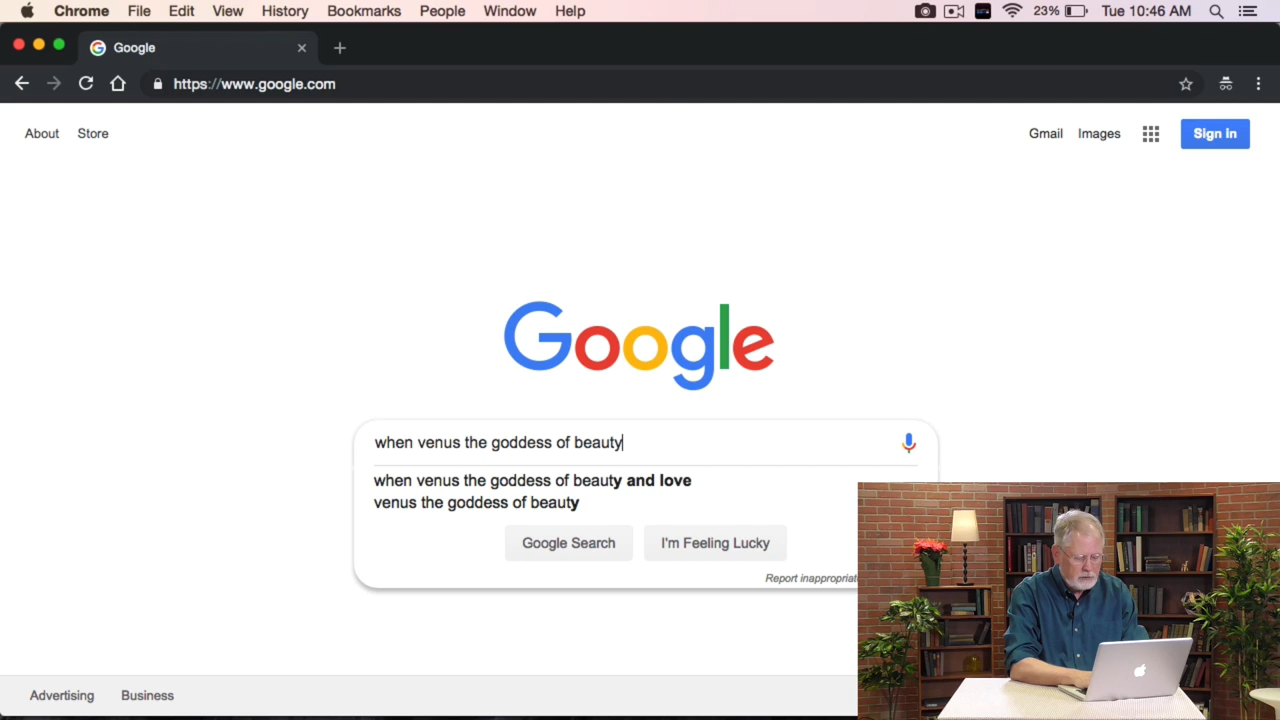 Chrome File Edit View History Bookmarks People Window Help 23% Tue 10:46 AM
Google
https://www.google.com
About Store Gmail Images Sign in
Google
when venus the goddess of beauty
when venus the goddess of beauty and love
venus the goddess of beauty
Google Search I'm Feeling Lucky
Report inappropriate
Advertising Business